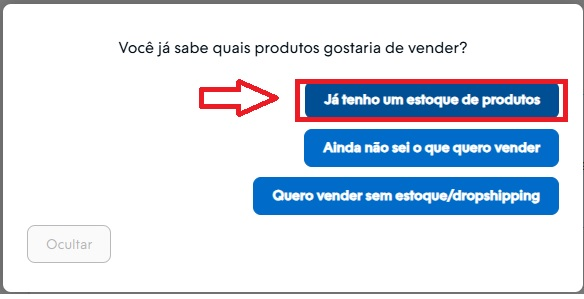 Você já sabe quais produtos gostaria de vender?
Já tenho um estoque de produtos
Ainda não sei o que quero vender
Quero vender sem estoque/dropshipping
Ocultar